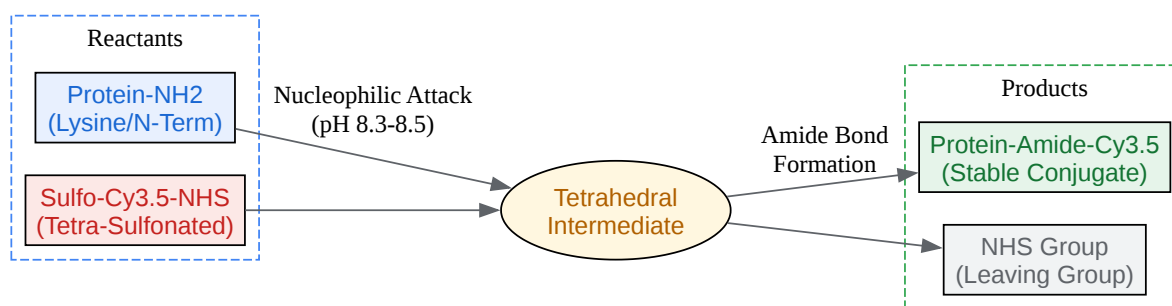 Reactants
Protein-NH2
(Lysine/N-Term)
Sulfo-Cy3.5-NHS
(Tetra-Sulfonated)
Nucleophilic Attack
(pH 8.3-8.5)
Tetrahedral
Intermediate
Amide Bond
Formation
Products
Protein-Amide-Cy3.5
(Stable Conjugate)
NHS Group
(Leaving Group)